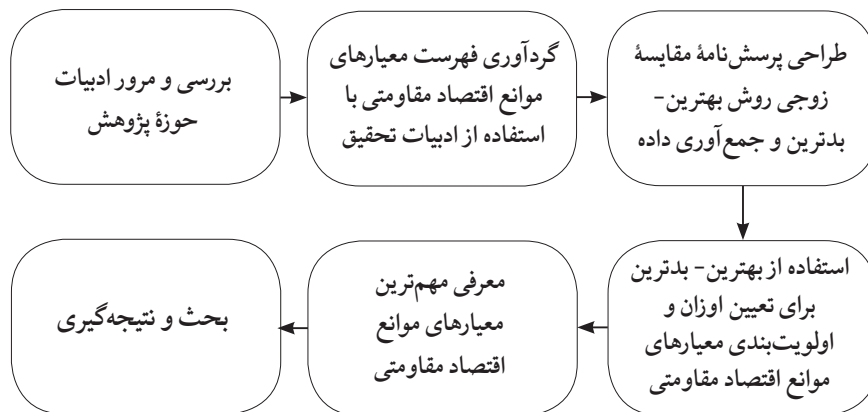 بررسی و مرور ادبیات
حوزهٔ پژوهش
گردآوری فهرست معیارهای
موانع اقتصاد مقاومتی با
استفاده از ادبیات تحقیق
طراحی پرسش‌نامهٔ مقایسهٔ
زوجی روش بهترین-
بدترین و جمع‌آوری داده
استفاده از بهترین- بدترین
برای تعیین اوزان و
اولویت‌بندی معیارهای
موانع اقتصاد مقاومتی
معرفی مهم‌ترین
معیارهای موانع
اقتصاد مقاومتی
بحث و نتیجه‌گیری